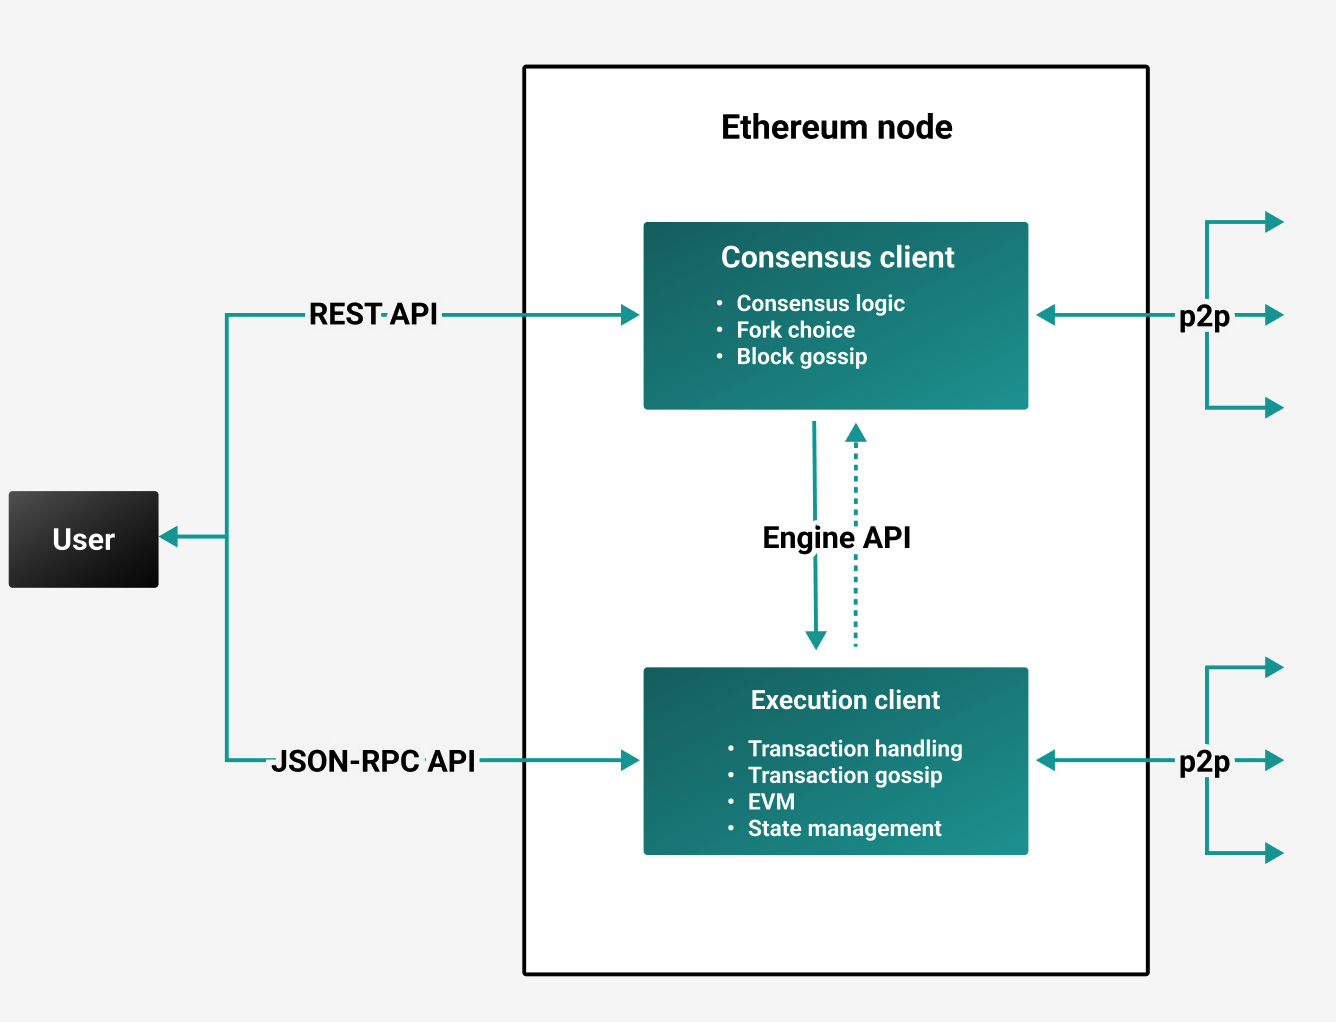 Ethereum node
Consensus client
• Consensus logic
• Fork choice
• Block gossip
REST API
p2p
User
Engine API
Execution client
• Transaction handling
• Transaction gossip
• EVM
• State management
JSON-RPC API
p2p